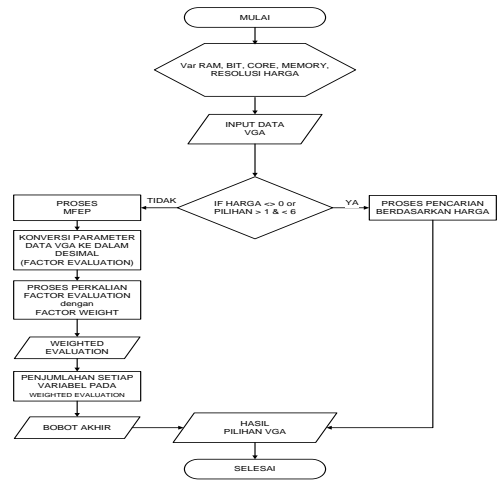 MULAI
Var RAM, BIT, CORE, MEMORY,
RESOLUSI HARGA
INPUT DATA
VGA
IF HARGA <> 0 or
PILIHAN > 1 & < 6
TIDAK
YA
PROSES
MFEP
PROSES PENCARIAN
BERDASARKAN HARGA
KONVERSI PARAMETER
DATA VGA KE DALAM
DESIMAL
(FACTOR EVALUATION)
PROSES PERKALIAN
FACTOR EVALUATION
dengan
FACTOR WEIGHT
WEIGHTED
EVALUATION
PENJUMLAHAN SETIAP
VARIABEL PADA
WEIGHTED EVALUATION
BOBOT AKHIR
HASIL
PILIHAN VGA
SELESAI